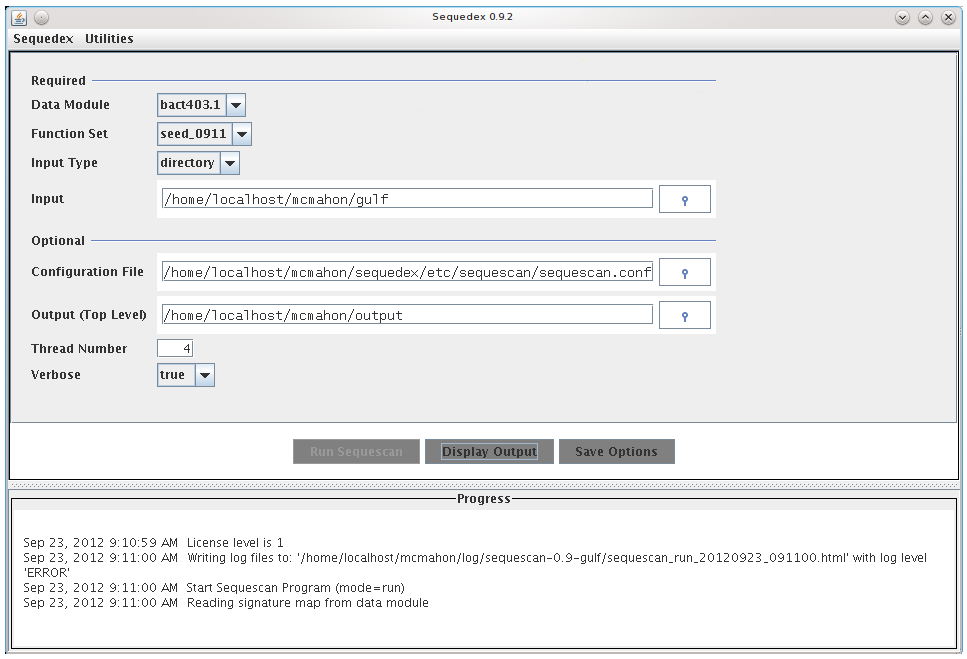 Sequedex 0.9.2
Sequedex Utilities
Required
Data Module bact403.1
Function Set seed_0911
Input Type directory
Input /home/localhost/mcmahon/gulf
Optional
Configuration File /home/localhost/mcmahon/sequedex/etc/sequescan/sequescan.conf
Output (Top Level) /home/localhost/mcmahon/output
Thread Number 4
Verbose true
Run Sequescan Display Output Save Options
Progress
Sep 23, 2012 9:10:59 AM License level is 1
Sep 23, 2012 9:11:00 AM Writing log files to: '/home/localhost/mcmahon/log/sequescan-0.9-gulf/sequescan_run_20120923_091100.html' with log level
'ERROR'
Sep 23, 2012 9:11:00 AM Start Sequescan Program (mode=run)
Sep 23, 2012 9:11:00 AM Reading signature map from data module